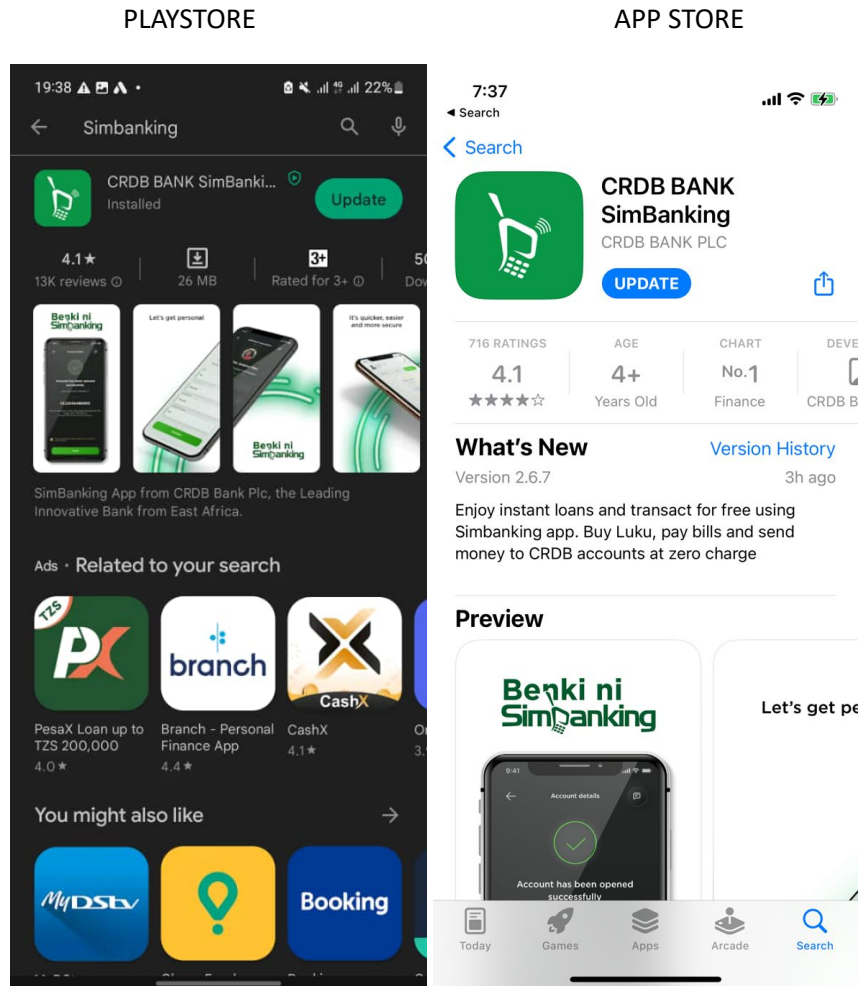 PLAYSTORE
APP STORE
19:38
22%
Simbanking
CRDB BANK SimBanki...
Installed
Update
4.1★
13K reviews
26 MB
3+
Rated for 3+
50
Dow
Benki ni
Simbanking
Let's get personal
Benki ni
Simbanking
It's quicker, easier
and more secure
SimBanking App from CRDB Bank Plc, the Leading
Innovative Bank from East Africa.
Ads • Related to your search
TZS
PX
branch
CashX
PesaX Loan up to
TZS 200,000
4.0★
Branch - Personal
Finance App
4.4★
CashX
4.1★
3.
You might also like
MyDStv
Booking
7:37
Search
Search
CRDB BANK
SimBanking
CRDB BANK PLC
UPDATE
716 RATINGS
4.1
★★★★☆
AGE
4+
Years Old
CHART
No.1
Finance
DEVE
CRDB B
What's New
Version History
Version 2.6.7
3h ago
Enjoy instant loans and transact for free using
Simbanking app. Buy Luku, pay bills and send
money to CRDB accounts at zero charge
Preview
Benki ni
Simbanking
9:41
Account details
Account has been opened
successfully
Let's get pe
Today
Games
Apps
Arcade
Search